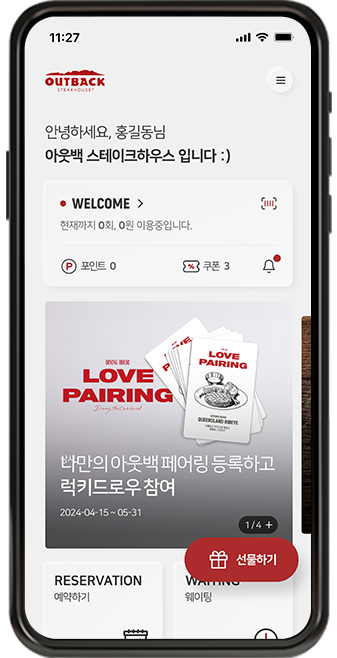 11:27
OUTBACK
STEAKHOUSE
안녕하세요, 홍길동님
아웃백 스테이크하우스 입니다 :)
WELCOME >
현재까지 0회, 0원 이용중입니다.
P 포인트 0
% 쿠폰 3
DINING HOUSE
LOVE
PAIRING
LOVE
PAIRING
QUEENSLAND RIBEYE
나만의 아웃백 페어링 등록하고
럭키드로우 참여
2024-04-15 ~ 05-31
1/4 +
선물하기
RESERVATION
예약하기
WAITING
웨이팅